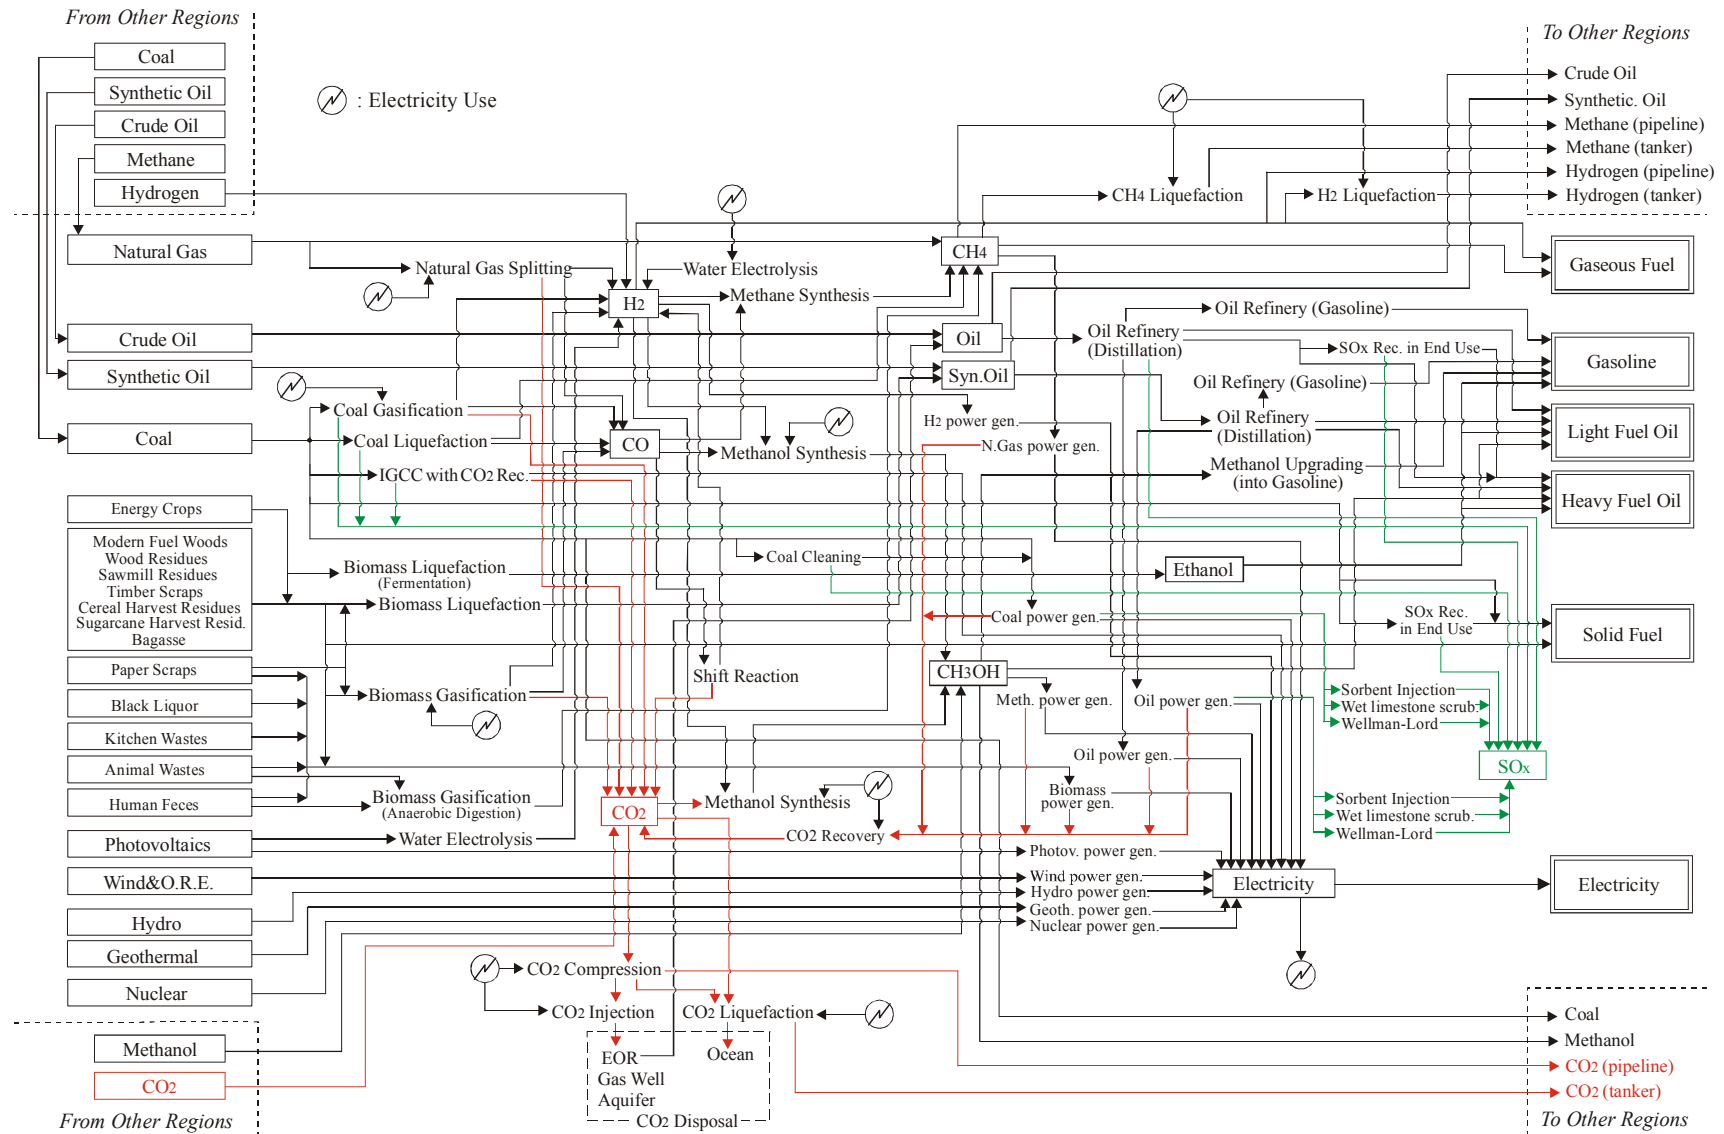 From Other Regions
Coal
Synthetic Oil
Crude Oil
Methane
Hydrogen
: Electricity Use
To Other Regions
Crude Oil
Synthetic. Oil
Methane (pipeline)
Methane (tanker)
Hydrogen (pipeline)
Hydrogen (tanker)
CH4 Liquefaction
H2 Liquefaction
Natural Gas
Natural Gas Splitting
Water Electrolysis
CH4
Gaseous Fuel
H2
Methane Synthesis
Oil Refinery (Gasoline)
Crude Oil
Oil
Oil Refinery
(Distillation)
SOx Rec. in End Use
Gasoline
Synthetic Oil
Syn.Oil
Oil Refinery (Gasoline)
Coal Gasification
H2 power gen.
Oil Refinery
(Distillation)
Light Fuel Oil
Coal
Coal Liquefaction
CO
Methanol Synthesis
N.Gas power gen.
IGCC with CO2 Rec.
Methanol Upgrading
(into Gasoline)
Heavy Fuel Oil
Energy Crops
Modern Fuel Woods
Wood Residues
Sawmill Residues
Timber Scraps
Cereal Harvest Residues
Sugarcane Harvest Resid.
Bagasse
Coal Cleaning
Biomass Liquefaction
(Fermentation)
Ethanol
Biomass Liquefaction
Coal power gen.
SOx Rec.
in End Use
Solid Fuel
Paper Scraps
Shift Reaction
CH3OH
Biomass Gasification
Meth. power gen.
Oil power gen.
Sorbent Injection
Wet limestone scrub.
Wellman-Lord
Black Liquor
Kitchen Wastes
Oil power gen.
SOx
Animal Wastes
Biomass
power gen.
Human Feces
Biomass Gasification
(Anaerobic Digestion)
CO2
Methanol Synthesis
Sorbent Injection
Wet limestone scrub.
Wellman-Lord
Photovoltaics
Water Electrolysis
CO2 Recovery
Photov. power gen.
Wind&O.R.E.
Wind power gen.
Electricity
Electricity
Hydro
Hydro power gen.
Geoth. power gen.
Nuclear power gen.
Geothermal
Nuclear
CO2 Compression
CO2 Injection
CO2 Liquefaction
Coal
Methanol
Methanol
EOR
Ocean
Gas Well
Aquifer
CO2 Disposal
CO2
CO2 (pipeline)
CO2 (tanker)
From Other Regions
To Other Regions